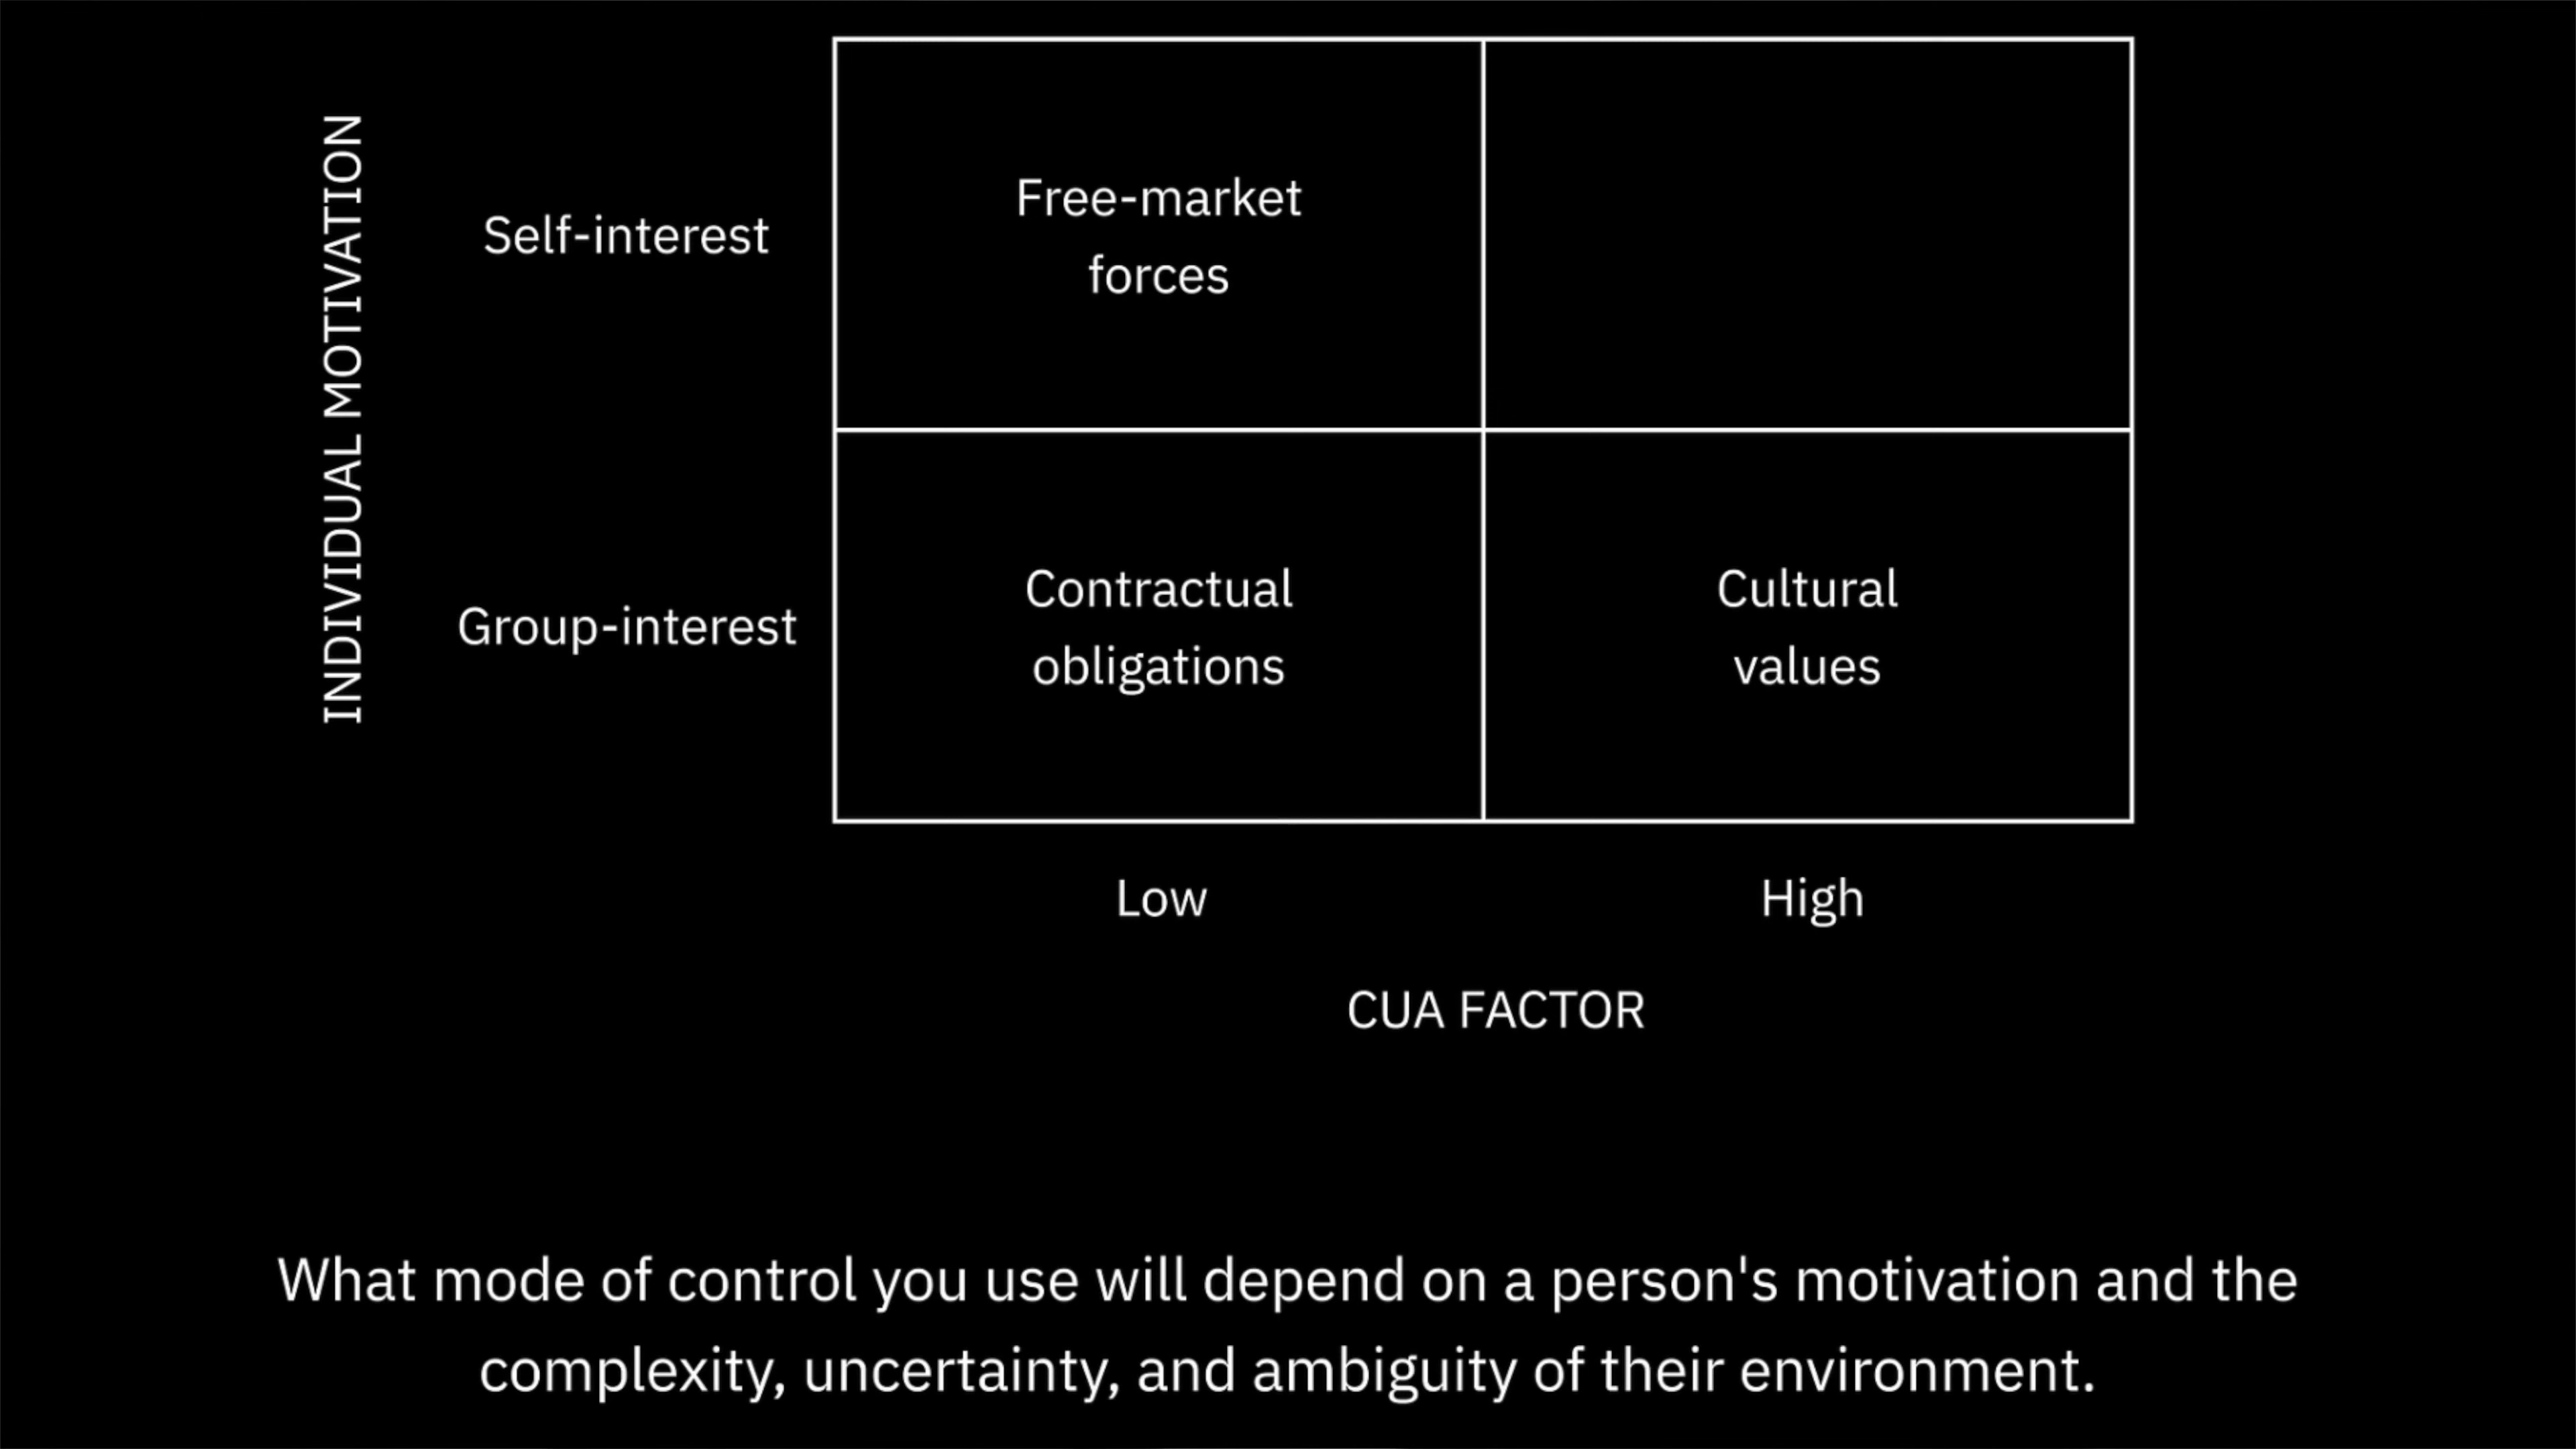 INDIVIDUAL MOTIVATION
Self-interest
Free-market
forces
Group-interest
Contractual
obligations
Cultural
values
Low
High
CUA FACTOR
What mode of control you use will depend on a person's motivation and the
complexity, uncertainty, and ambiguity of their environment.